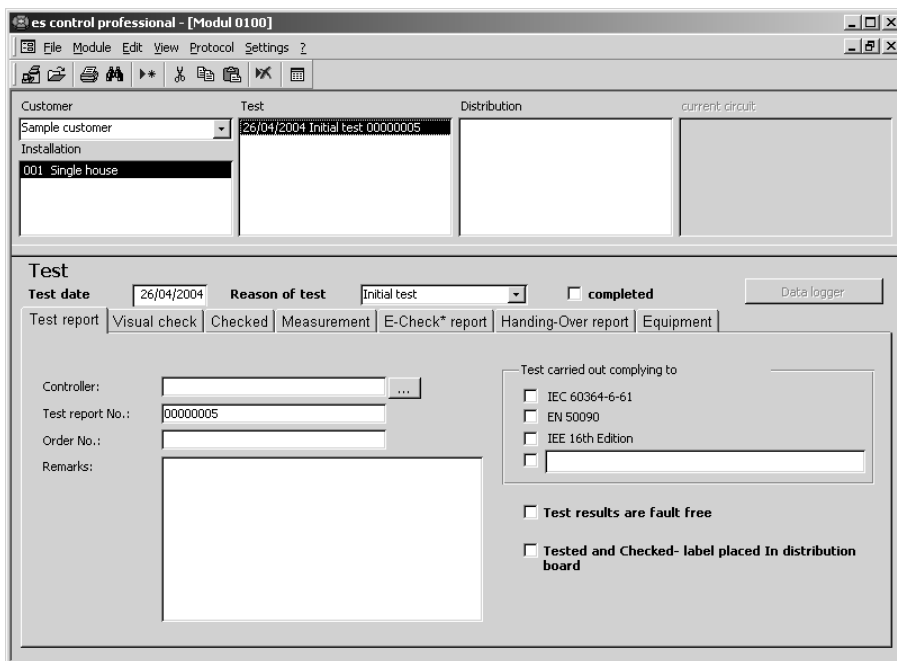 es control professional - [Modul 0100]
File Module Edit View Protocol Settings ?
Customer Test Distribution current circuit
Sample customer 26/04/2004 Initial test 00000005
Installation
001 Single house
Test
Test date 26/04/2004 Reason of test Initial test completed Data logger
Test report Visual check Checked Measurement E-Check* report Handing-Over report Equipment
Test carried out complying to
Controller: ...
IEC 60364-6-61
Test report No.: 00000005
EN 50090
Order No.:
IEE 16th Edition
Remarks:
Test results are fault free
Tested and Checked- label placed In distribution
board